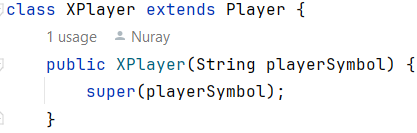 class XPlayer extends Player {
1 usage Nuray
public XPlayer(String playerSymbol) {
super(playerSymbol);
}